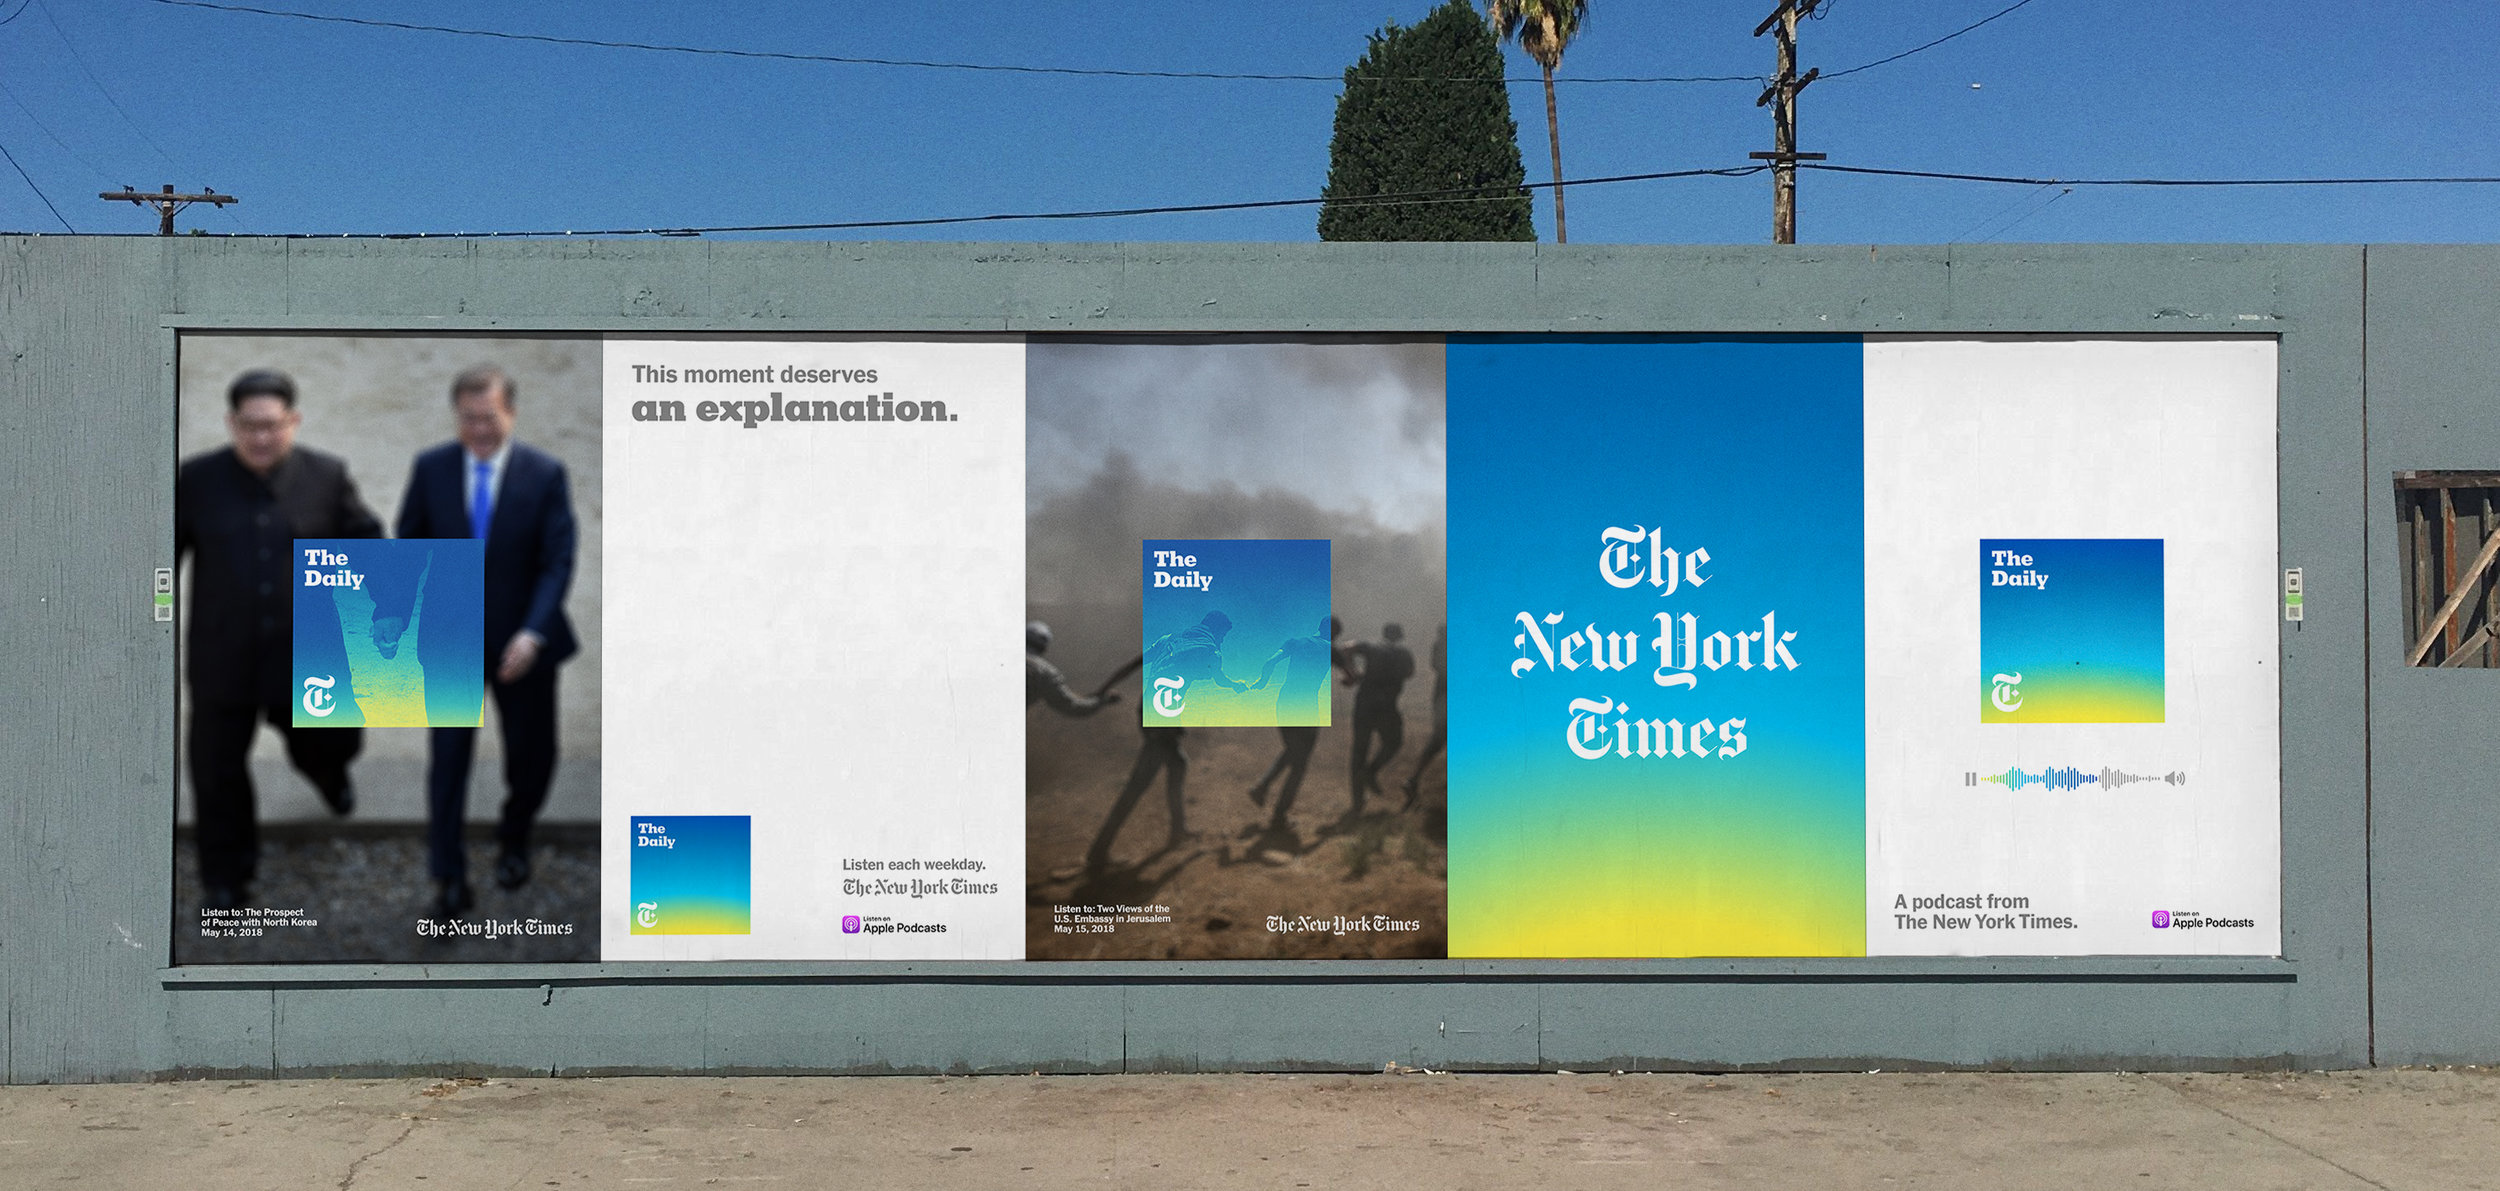 The
Daily
T
Listen to: The Prospect
of Peace with North Korea
May 14, 2018
The New York Times
This moment deserves
an explanation.
The
Daily
T
Listen each weekday.
The New York Times
Listen on
Apple Podcasts
The
Daily
T
Listen to: Two Views of the
U.S. Embassy in Jerusalem
May 15, 2018
The New York Times
The
New York
Times
The
Daily
T
A podcast from
The New York Times.
Listen on
Apple Podcasts